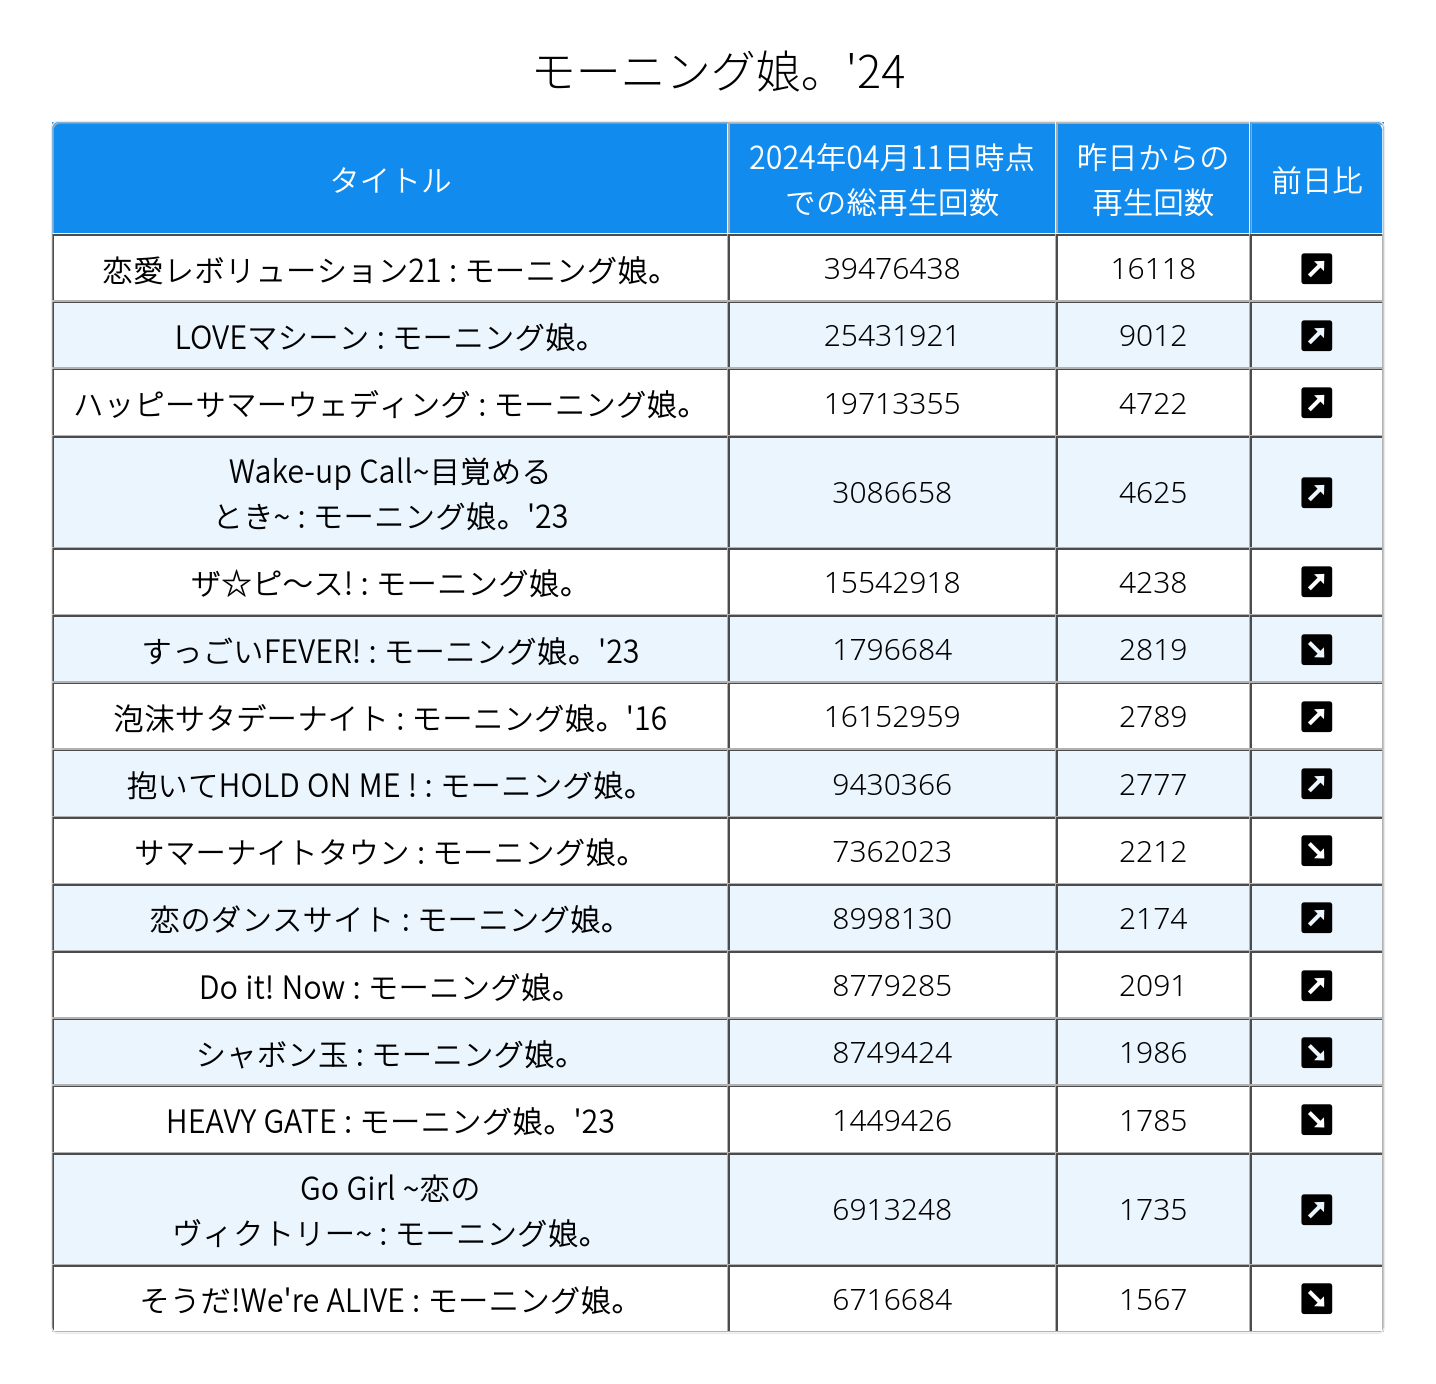 モーニング娘。'24
タイトル
2024年04月11日時点
での総再生回数
昨日からの
再生回数
前日比
恋愛レボリューション21 : モーニング娘。 39476438 16118
LOVEマシーン : モーニング娘。 25431921 9012
ハッピーサマーウェディング : モーニング娘。 19713355 4722
Wake-up Call~目覚める
とき~ : モーニング娘。'23 3086658 4625
ザ☆ピ〜ス! : モーニング娘。 15542918 4238
すっごいFEVER! : モーニング娘。'23 1796684 2819
泡沫サタデーナイト : モーニング娘。'16 16152959 2789
抱いてHOLD ON ME ! : モーニング娘。 9430366 2777
サマーナイトタウン : モーニング娘。 7362023 2212
恋のダンスサイト : モーニング娘。 8998130 2174
Do it! Now : モーニング娘。 8779285 2091
シャボン玉 : モーニング娘。 8749424 1986
HEAVY GATE : モーニング娘。'23 1449426 1785
Go Girl ~恋の
ヴィクトリー~ : モーニング娘。 6913248 1735
そうだ!We're ALIVE : モーニング娘。 6716684 1567